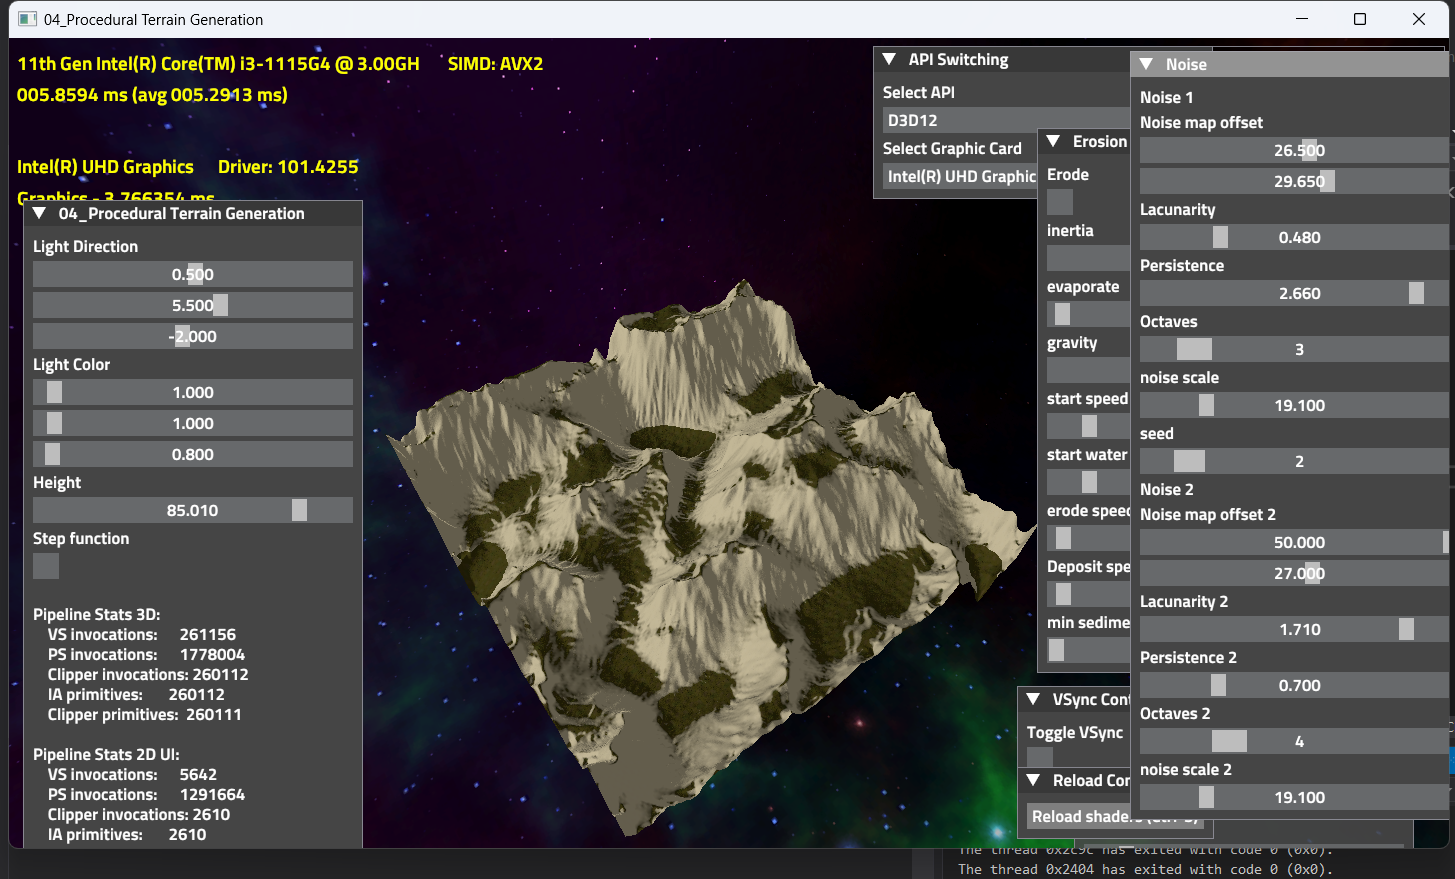 04_Procedural Terrain Generation
11th Gen Intel(R) Core(TM) i3-1115G4 @ 3.00GH SIMD: AVX2
005.8594 ms (avg 005.2913 ms)
Intel(R) UHD Graphics Driver: 101.4255
Graphics - 3.766354 ms
04_Procedural Terrain Generation
Light Direction
0.500
5.500
-2.000
Light Color
1.000
1.000
0.800
Height
85.010
Step function
Pipeline Stats 3D:
VS invocations: 261156
PS invocations: 1778004
Clipper invocations: 260112
IA primitives: 260112
Clipper primitives: 260111
Pipeline Stats 2D UI:
VS invocations: 5642
PS invocations: 1291664
Clipper invocations: 2610
IA primitives: 2610
API Switching
Select API
D3D12
Select Graphic Card
Intel(R) UHD Graphic
Erosion
Erode
inertia
evaporate
gravity
start speed
start water
erode speed
Deposit spe
min sedime
VSync Cont
Toggle VSync
Reload Con
Reload shaders
Noise
Noise 1
Noise map offset
26.500
29.650
Lacunarity
0.480
Persistence
2.660
Octaves
3
noise scale
19.100
seed
2
Noise 2
Noise map offset 2
50.000
27.000
Lacunarity 2
1.710
Persistence 2
0.700
Octaves 2
4
noise scale 2
19.100
The thread 0x2c9c has exited with code 0 (0x0).
The thread 0x2404 has exited with code 0 (0x0).